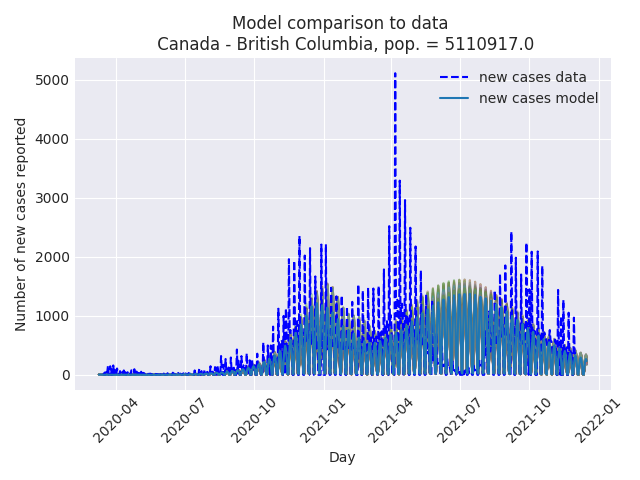 Model comparison to data
Canada - British Columbia, pop. = 5110917.0
new cases data
new cases model
Number of new cases reported
5000
4000
3000
2000
1000
0
2020-04
2020-07
2020-10
2021-01
2021-04
2021-07
2021-10
2022-01
Day